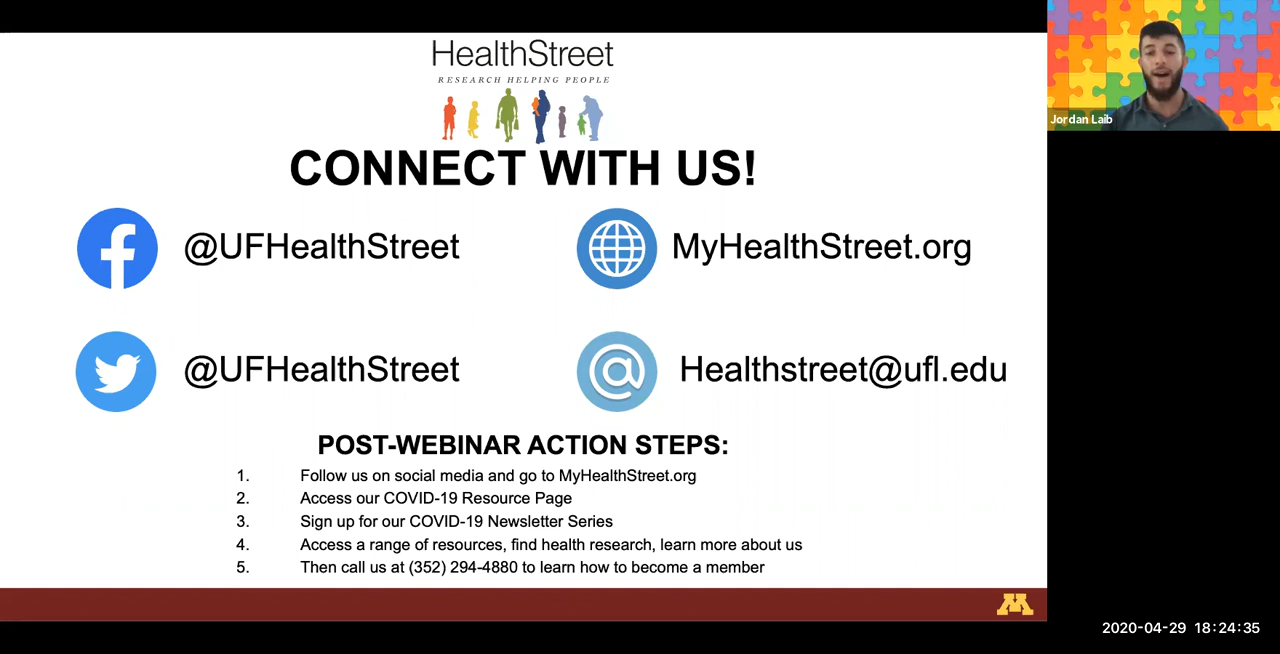 HealthStreet
RESEARCH HELPING PEOPLE
CONNECT WITH US!
@UFHealthStreet
MyHealthStreet.org
@UFHealthStreet
Healthstreet@ufl.edu
POST-WEBINAR ACTION STEPS:
1. Follow us on social media and go to MyHealthStreet.org
2. Access our COVID-19 Resource Page
3. Sign up for our COVID-19 Newsletter Series
4. Access a range of resources, find health research, learn more about us
5. Then call us at (352) 294-4880 to learn how to become a member
M
Jordan Laib
2020-04-29 18:24:35